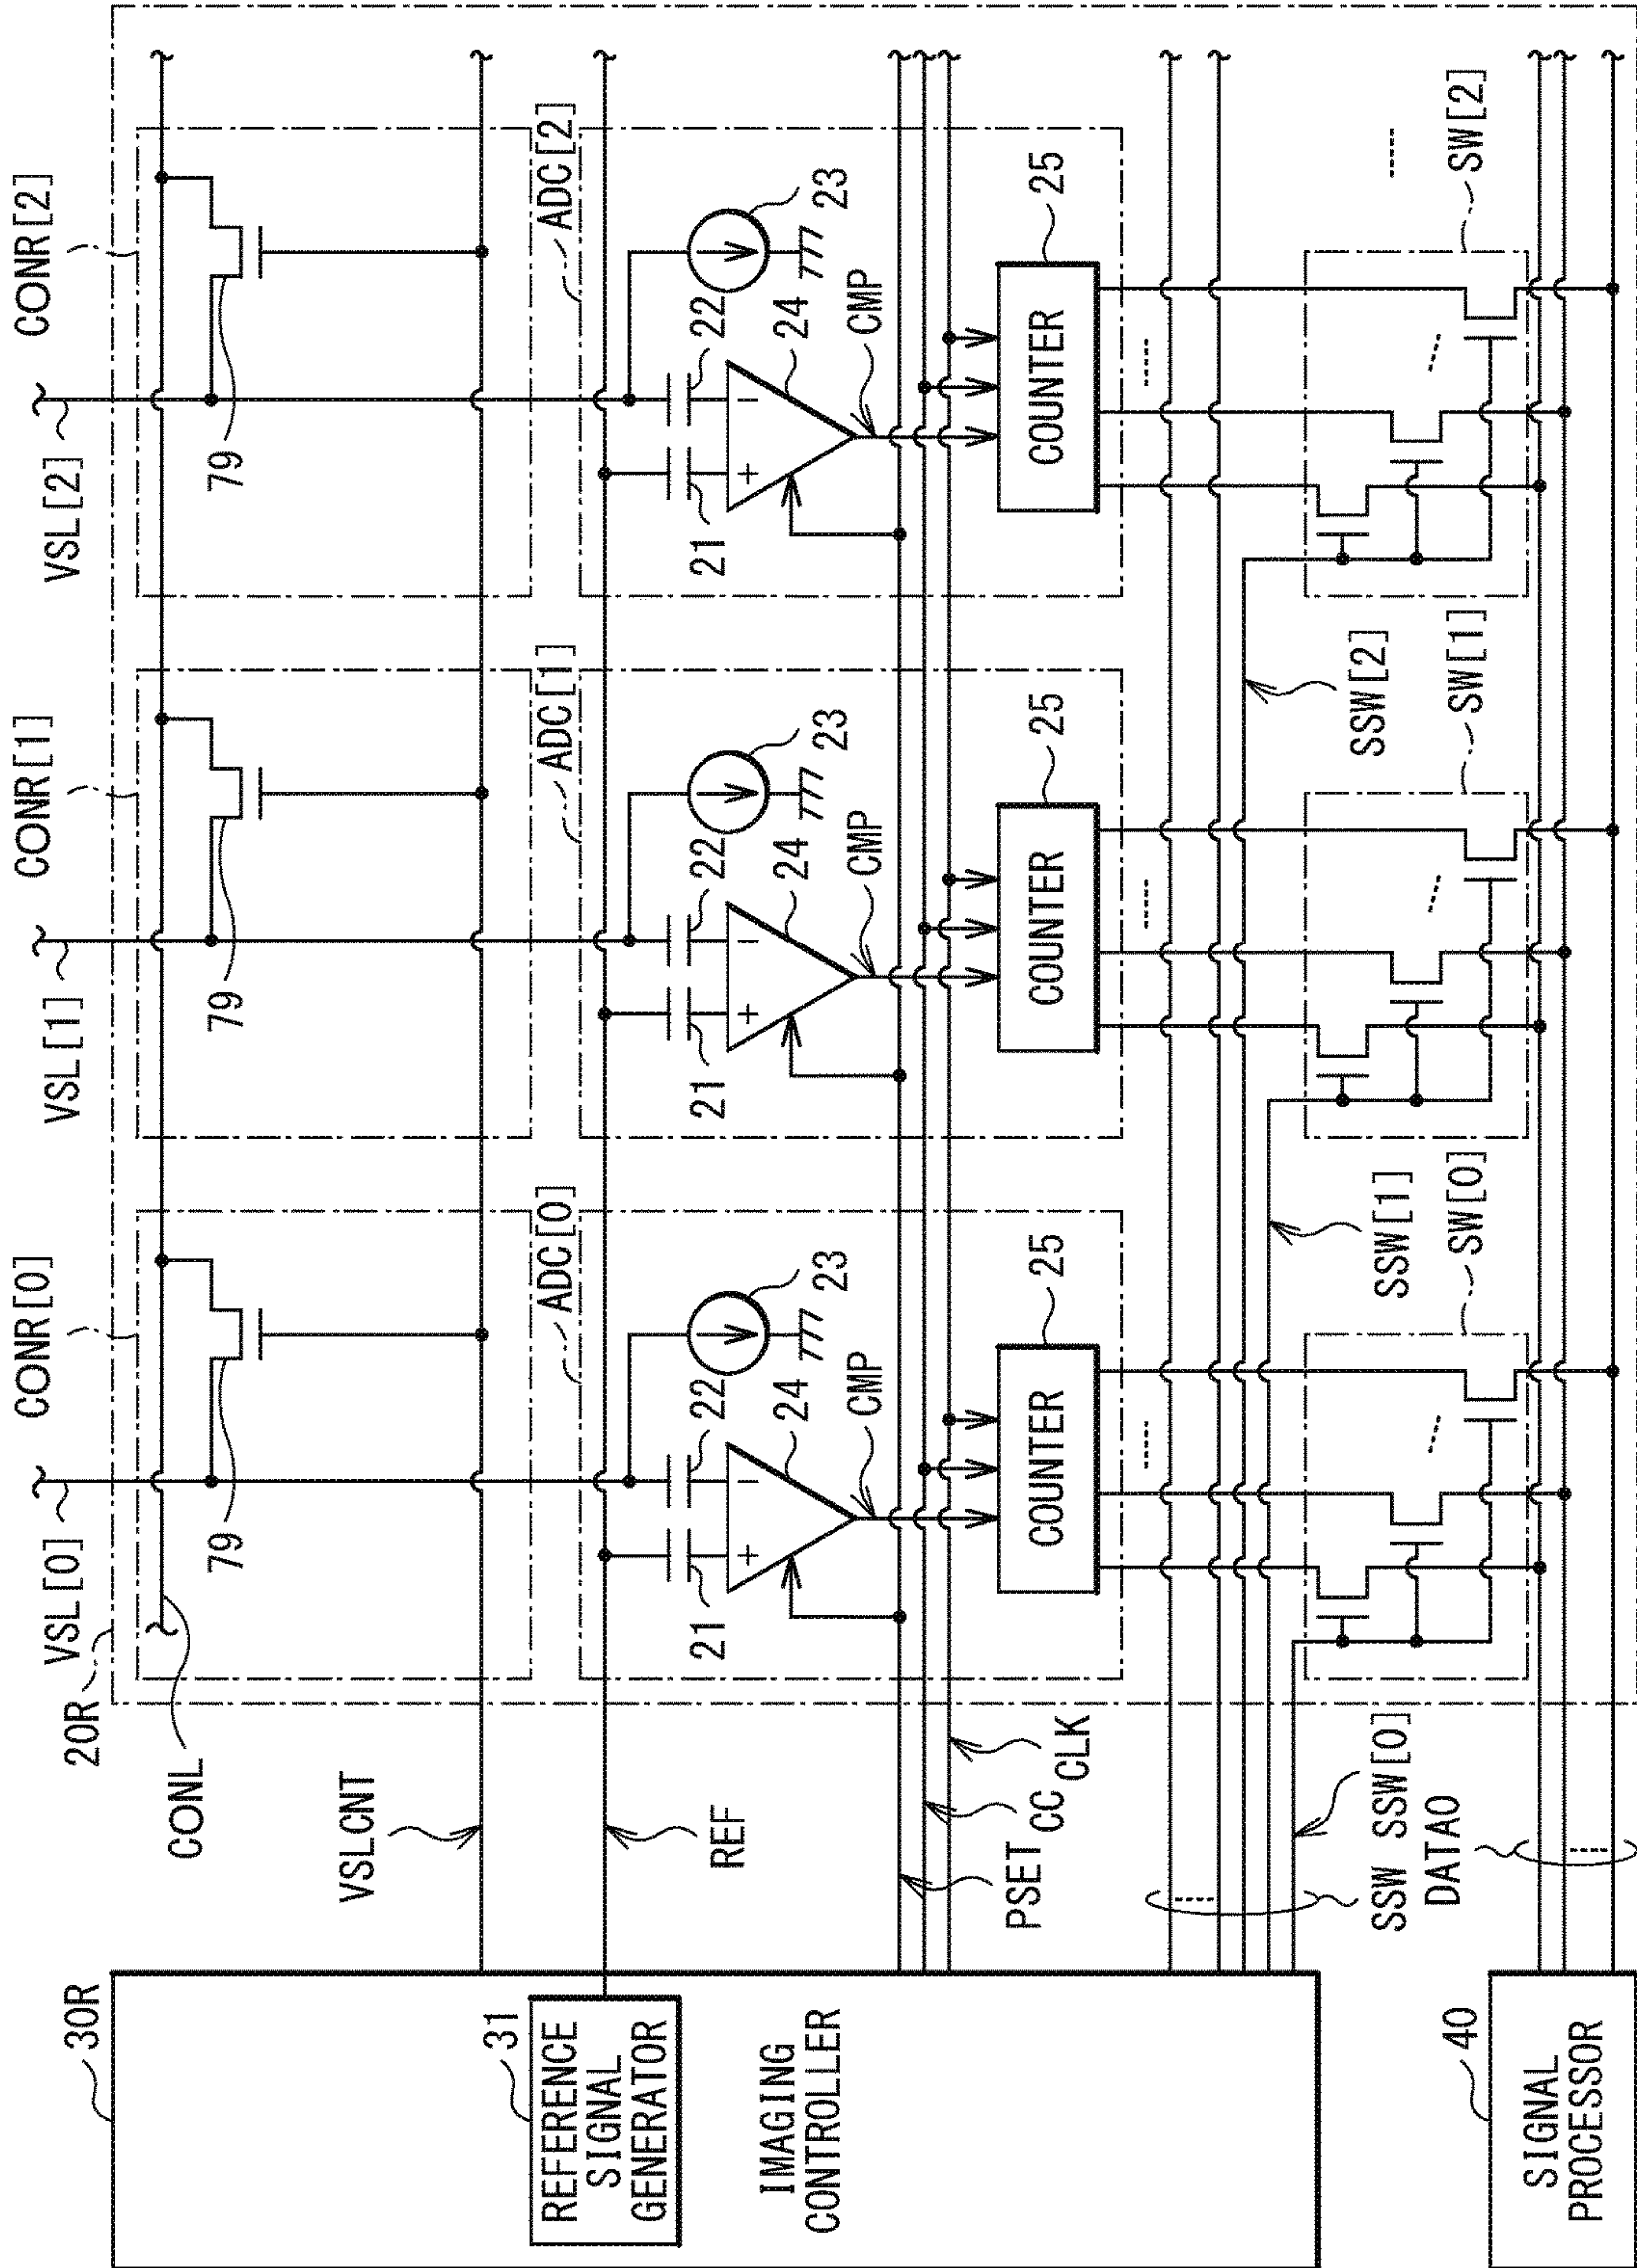 30R
31
REFERENCE
SIGNAL
GENERATOR
IMAGING
CONTROLLER
40
SIGNAL
PROCESSOR
20R
CONL
VSLCNT
REF
PSET
CC
CLK
SSW
SSW[0]
DATA0
VSL[0]
CONR[0]
79
ADC[0]
21
22
23
24
+
−
CMP
COUNTER
25
SSW[1]
SW[0]
VSL[1]
CONR[1]
79
ADC[1]
21
22
23
24
+
−
CMP
COUNTER
25
SSW[2]
SW[1]
VSL[2]
CONR[2]
79
ADC[2]
21
22
23
24
+
−
CMP
COUNTER
25
SW[2]